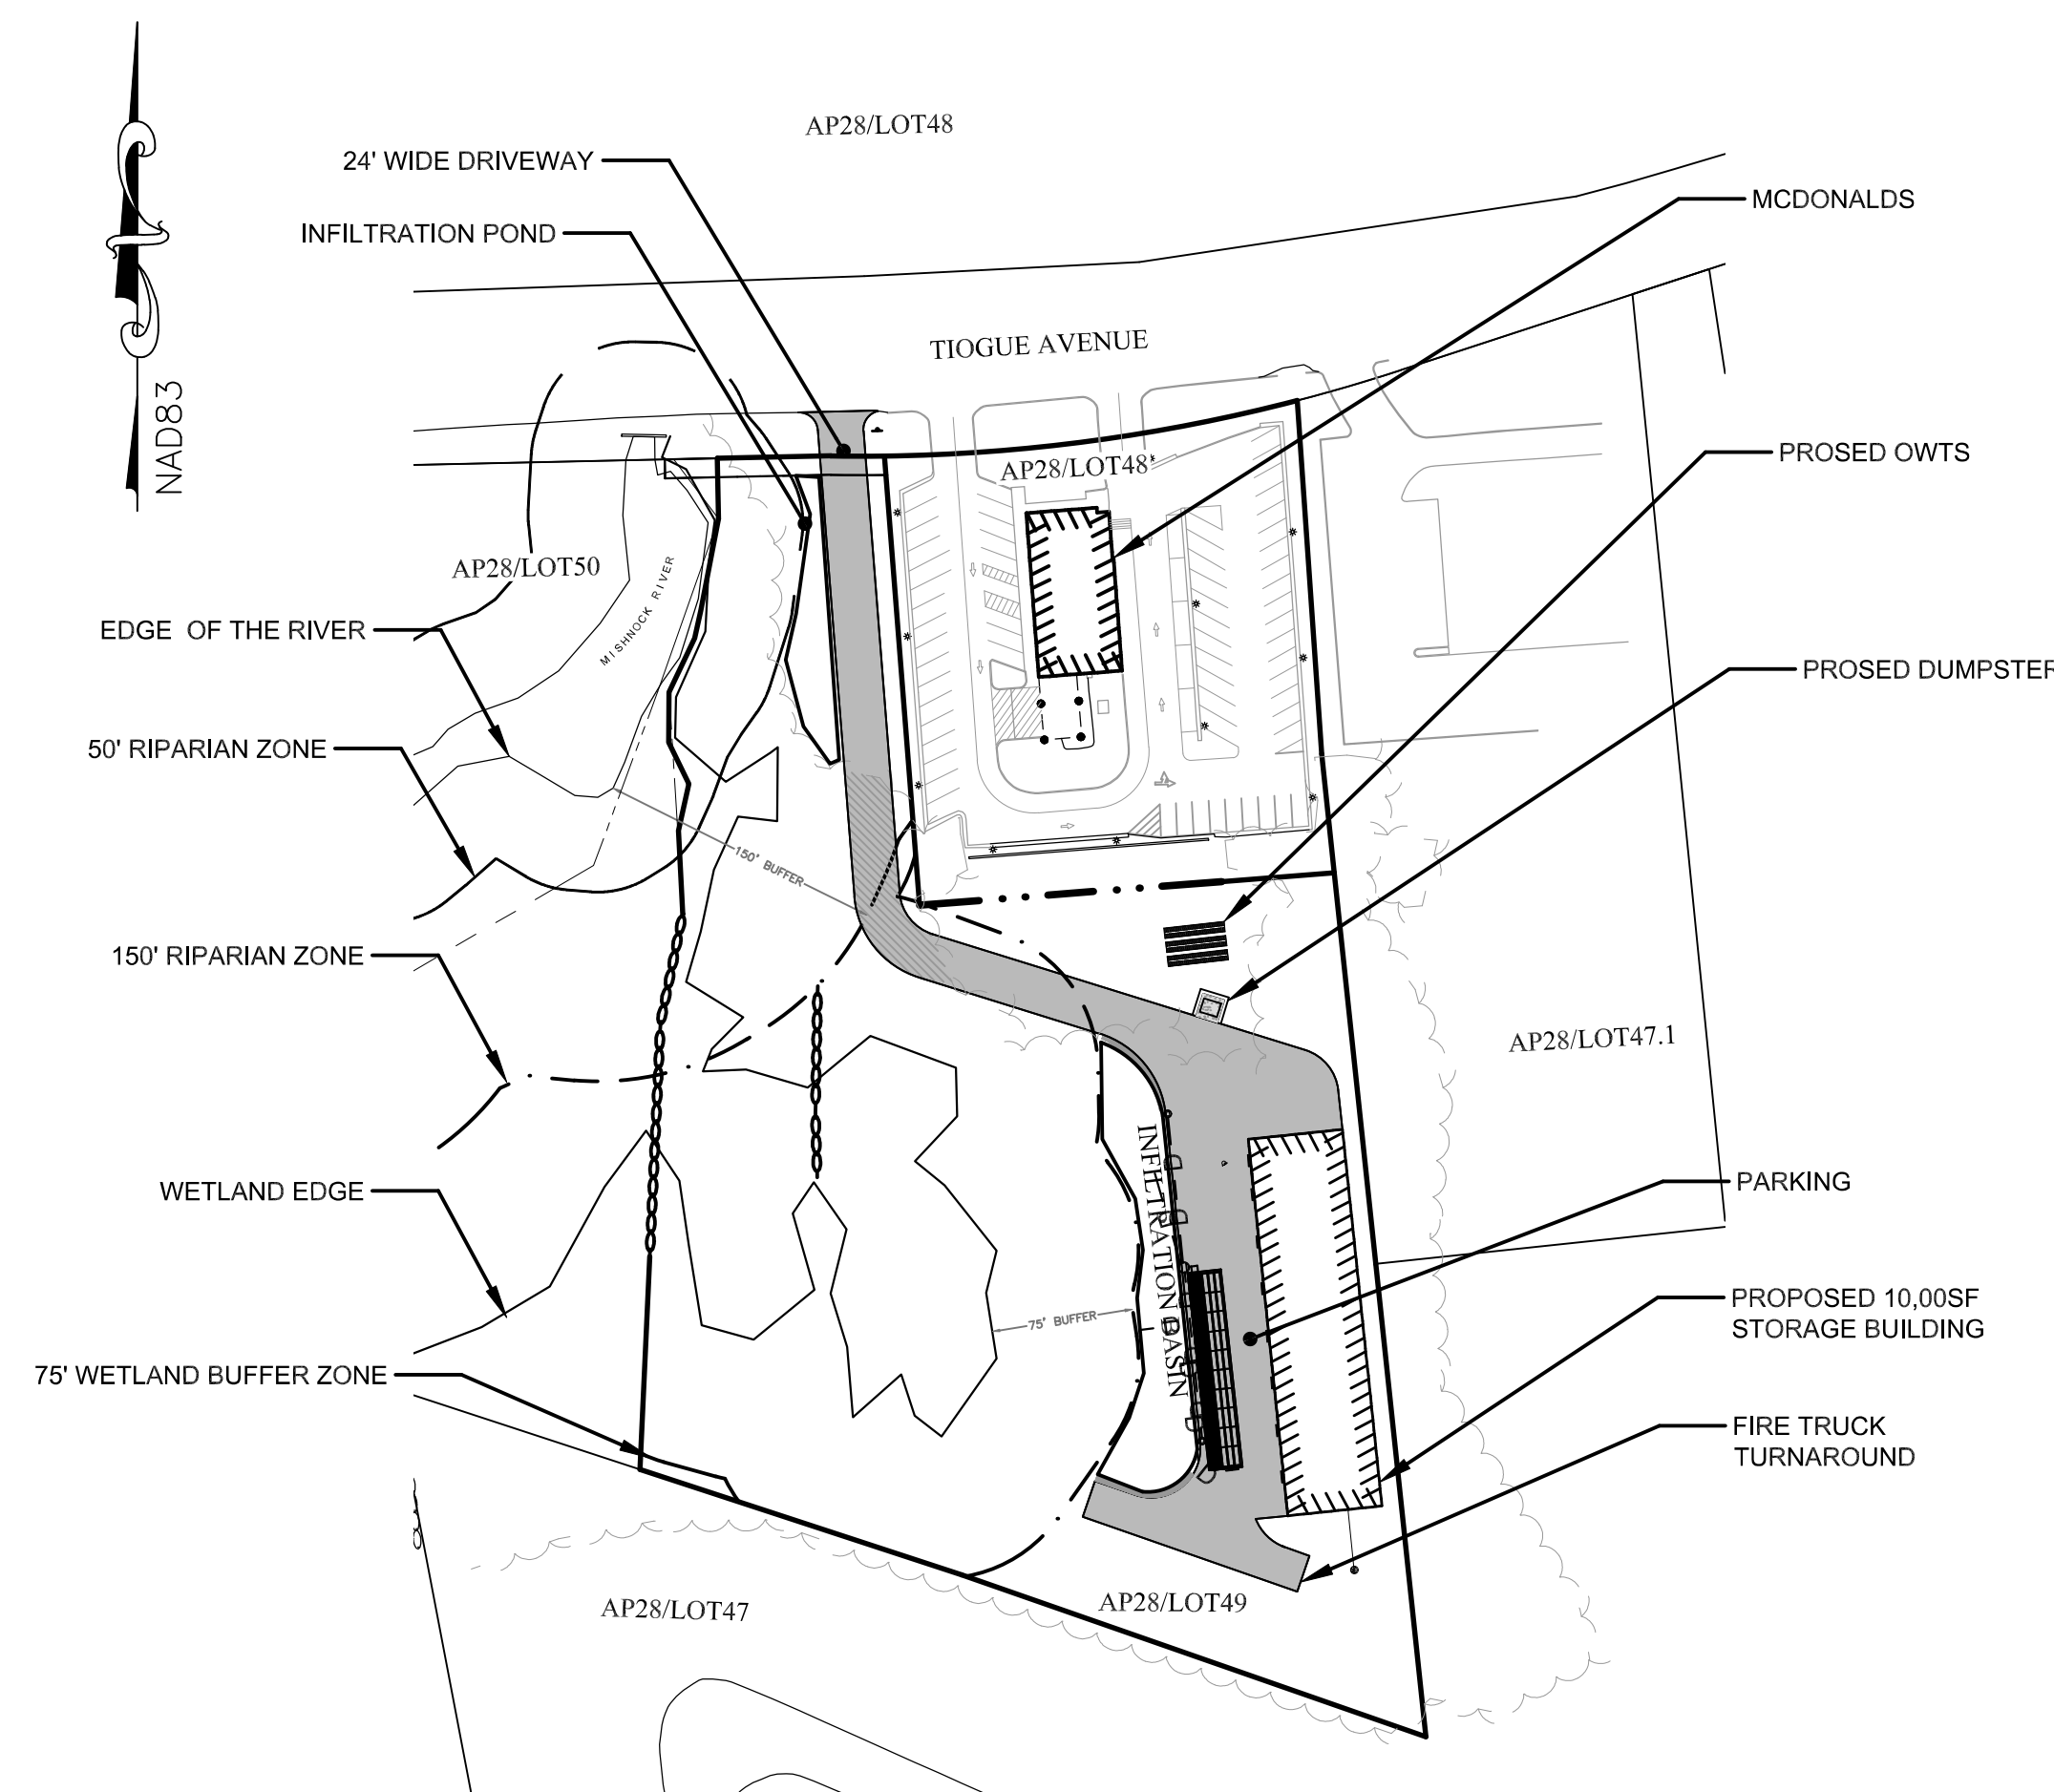 AP28/LOT48
24' WIDE DRIVEWAY
MCDONALDS
INFILTRATION POND
TIOGUE AVENUE
NAD83
PROSED OWTS
AP28/LOT48
AP28/LOT50
MISHNOCK RIVER
EDGE OF THE RIVER
PROSED DUMPSTER
50' RIPARIAN ZONE
150' BUFFER
150' RIPARIAN ZONE
AP28/LOT47.1
INFILTRATION BASIN
WETLAND EDGE
PARKING
PROPOSED 10,00SF
STORAGE BUILDING
75' BUFFER
75' WETLAND BUFFER ZONE
FIRE TRUCK
TURNAROUND
AP28/LOT47
AP28/LOT49